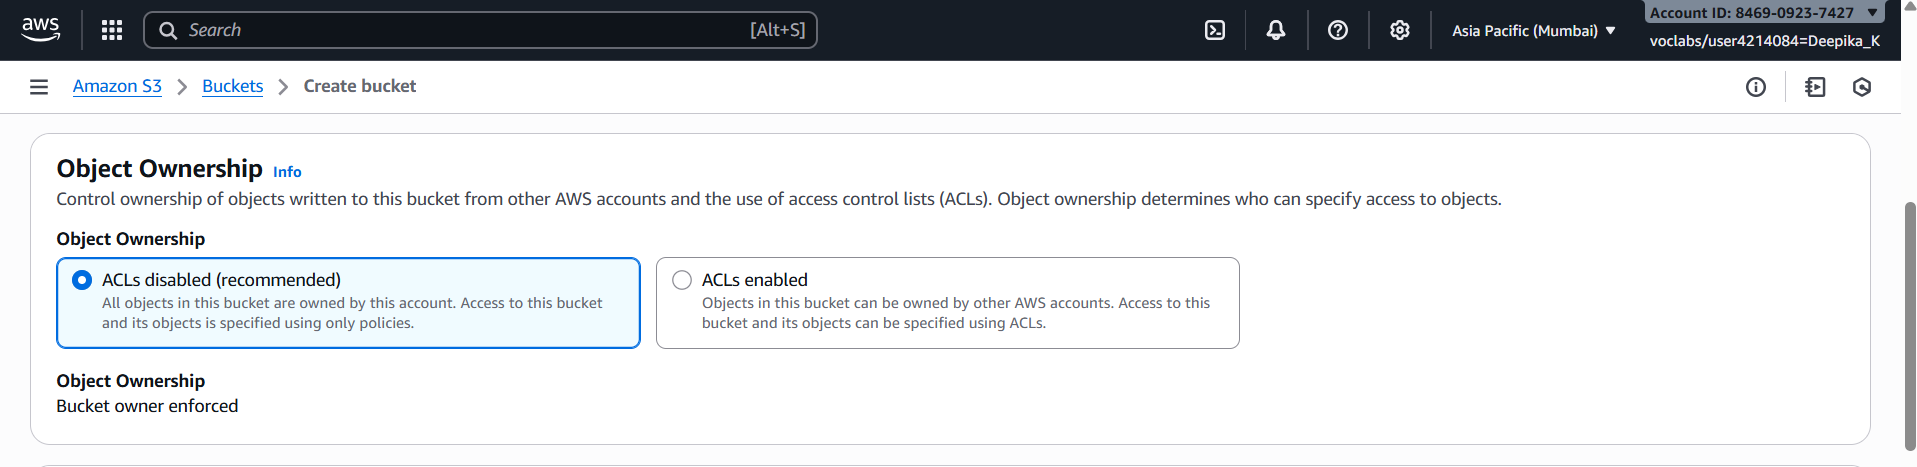 aws
Search [Alt+S]
Asia Pacific (Mumbai) ▼
Account ID: 8469-0923-7427 ▼
voclabs/user4214084=Deepika_K
Amazon S3 > Buckets > Create bucket
Object Ownership Info
Control ownership of objects written to this bucket from other AWS accounts and the use of access control lists (ACLs). Object ownership determines who can specify access to objects.
Object Ownership
ACLs disabled (recommended)
All objects in this bucket are owned by this account. Access to this bucket
and its objects is specified using only policies.
ACLs enabled
Objects in this bucket can be owned by other AWS accounts. Access to this
bucket and its objects can be specified using ACLs.
Object Ownership
Bucket owner enforced